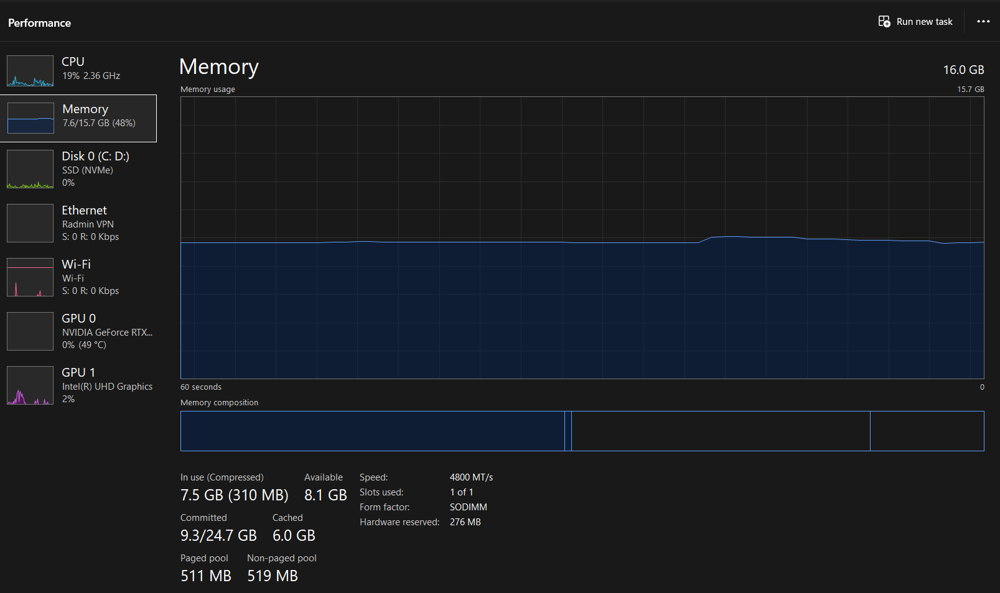 Performance
Run new task
CPU
19% 2.36 GHz
Memory
7.6/15.7 GB (48%)
Disk 0 (C: D:)
SSD (NVMe)
0%
Ethernet
Radmin VPN
S: 0 R: 0 Kbps
Wi-Fi
Wi-Fi
S: 0 R: 0 Kbps
GPU 0
NVIDIA GeForce RTX...
0% (49 °C)
GPU 1
Intel(R) UHD Graphics
2%
Memory
16.0 GB
Memory usage
15.7 GB
60 seconds
0
Memory composition
In use (Compressed)
7.5 GB (310 MB)
Available
8.1 GB
Committed
9.3/24.7 GB
Cached
6.0 GB
Paged pool
511 MB
Non-paged pool
519 MB
Speed: 4800 MT/s
Slots used: 1 of 1
Form factor: SODIMM
Hardware reserved: 276 MB